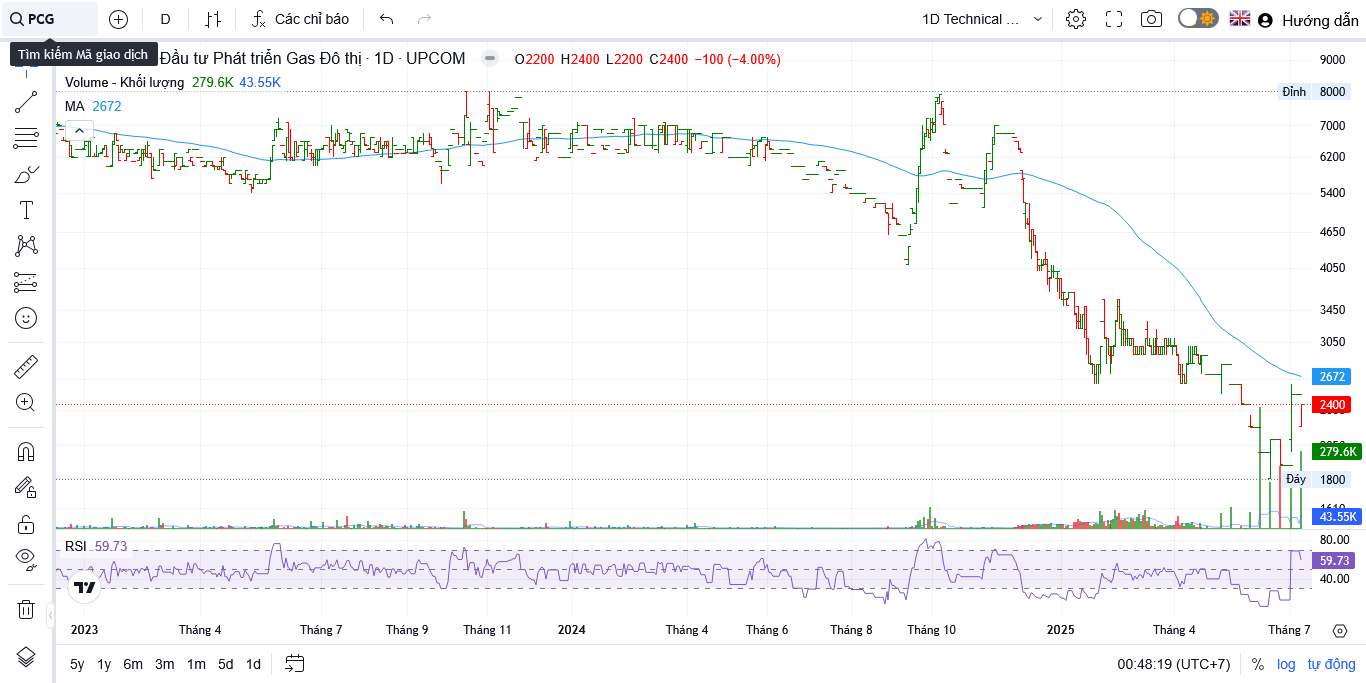 PCG
D
Các chỉ báo
1D Technical ...
Hướng dẫn
Tìm kiếm Mã giao dịch
Đầu tư Phát triển Gas Đô thị · 1D · UPCOM
O2200 H2400 L2200 C2400 −100 (−4.00%)
Volume - Khối lượng 279.6K 43.55K
MA 2672
9000
Đỉnh 8000
7000
6200
5400
4650
4050
3450
3050
2672
2400
279.6K
Đáy 1800
43.55K
RSI 59.73
80.00
59.73
40.00
2023 Tháng 4 Tháng 7 Tháng 9 Tháng 11 2024 Tháng 4 Tháng 6 Tháng 8 Tháng 10 2025 Tháng 4 Tháng 7
5y 1y 6m 3m 1m 5d 1d
00:48:19 (UTC+7) % log tự động